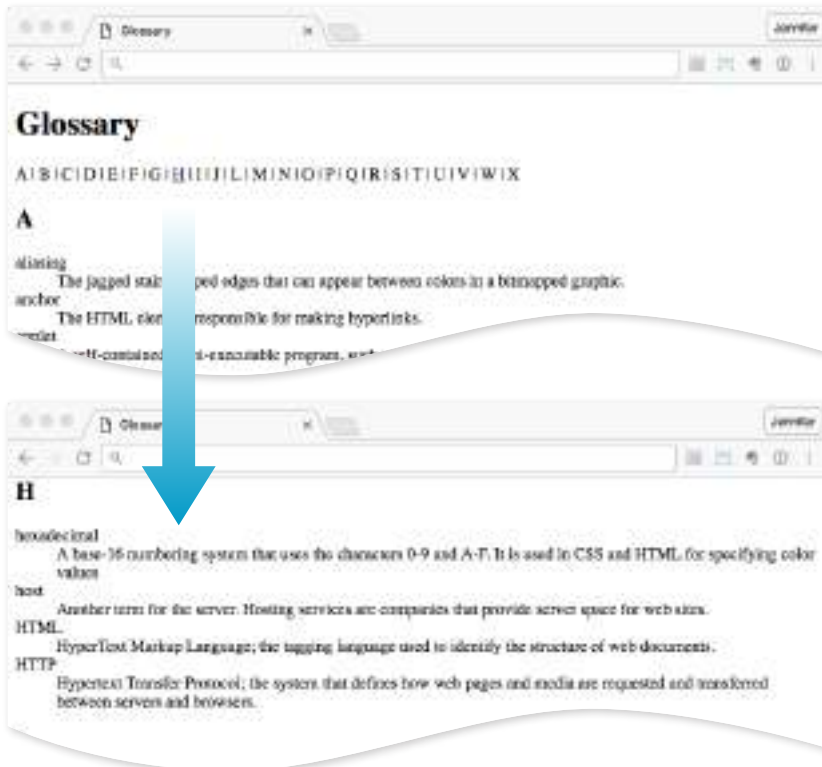 Glossary
Jennifer
Glossary
A | B | C | D | E | F | G | H | I | J | L | M | N | O | P | Q | R | S | T | U | V | W | X
A
aliasing
The jagged edges that can appear between colors in a bitmapped graphic.
anchor
The HTML responsible for making hyperlinks.
program,
Jennifer
H
hexadecimal
A base-16 numbering system that uses the characters 0-9 and A-F. It is used in CSS and HTML for specifying color
values
host
Another term for the server. Hosting services are companies that provide server space for web sites.
HTML
HyperText Markup Language; the tagging language used to identify the structure of web documents.
HTTP
Hypertext Transfer Protocol; the system that defines how web pages and media are requested and transferred
between servers and browsers.